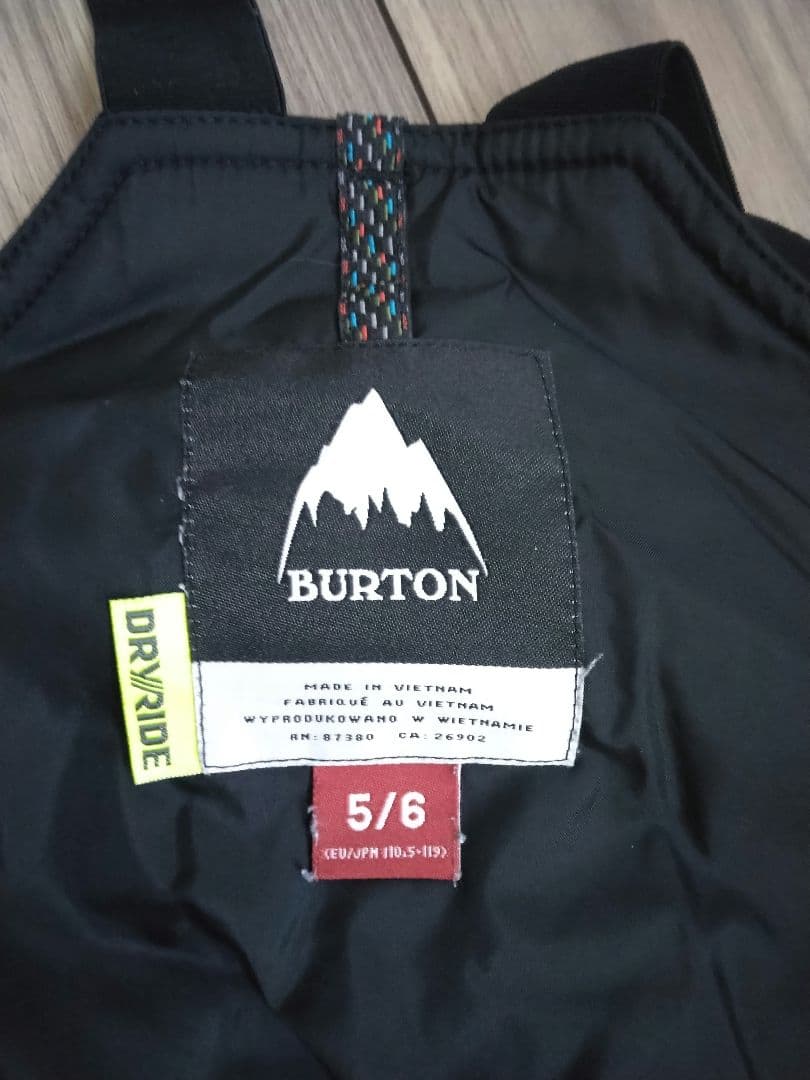 BURTON
DRY//RIDE
MADE IN VIETNAM
FABRIQUÉ AU VIETNAM
WYPRODUKOWANO W WIETNAMIE
RN: 87380 CA: 26902
5/6
<EU/JPN 110.5-119>